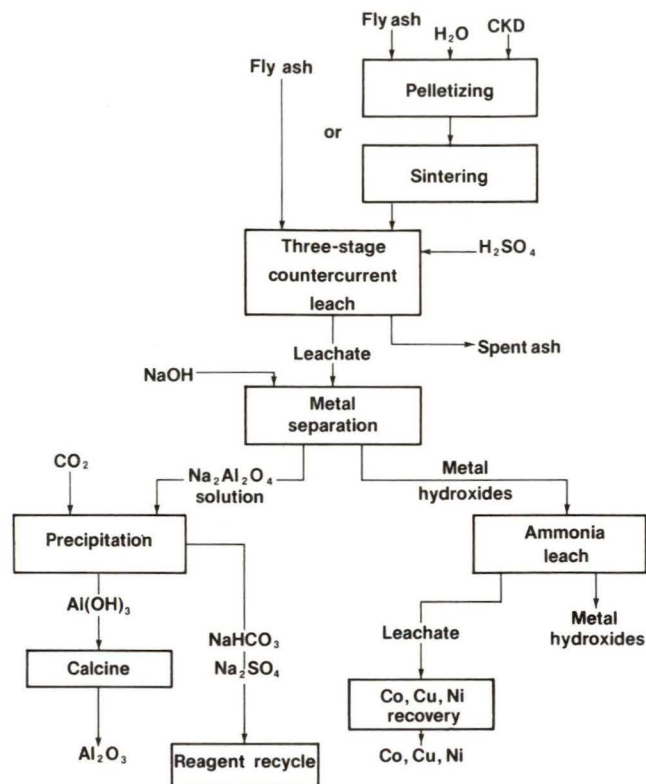 Fly ash
H₂O
CKD
Fly ash
Pelletizing
or
Sintering
Three-stage
countercurrent
leach
H₂SO₄
Leachate
Spent ash
NaOH
Metal
separation
CO₂
Na₂Al₂O₄
solution
Metal
hydroxides
Precipitation
Ammonia
leach
Al(OH)₃
NaHCO₃
Na₂SO₄
Leachate
Metal
hydroxides
Calcine
Co, Cu, Ni
recovery
Al₂O₃
Reagent recycle
Co, Cu, Ni